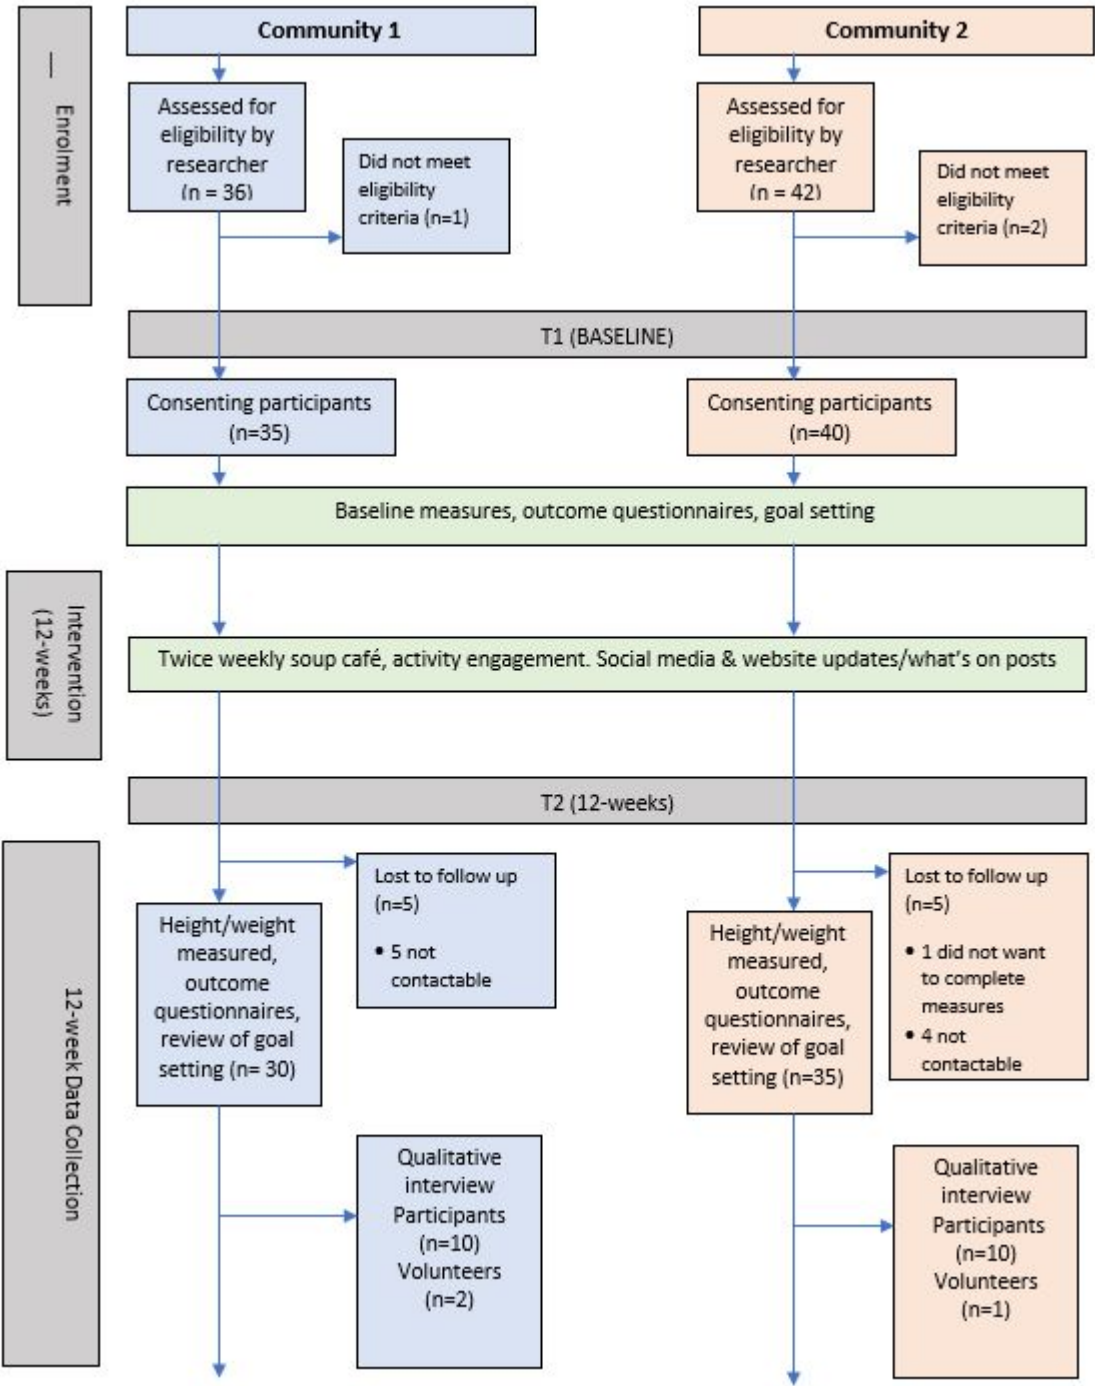 Community 1
Community 2
Enrolment
Assessed for
eligibility by
researcher
(n = 36)
Did not meet
eligibility
criteria (n=1)
Assessed for
eligibility by
researcher
(n = 42)
Did not meet
eligibility
criteria (n=2)
T1 (BASELINE)
Consenting participants
(n=35)
Consenting participants
(n=40)
Baseline measures, outcome questionnaires, goal setting
Intervention
(12-weeks)
Twice weekly soup café, activity engagement. Social media & website updates/what's on posts
T2 (12-weeks)
12-week Data Collection
Height/weight
measured,
outcome
questionnaires,
review of goal
setting (n= 30)
Lost to follow up
(n=5)
• 5 not
contactable
Height/weight
measured,
outcome
questionnaires,
review of goal
setting (n=35)
Lost to follow up
(n=5)
• 1 did not want
to complete
measures
• 4 not
contactable
Qualitative
interview
Participants
(n=10)
Volunteers
(n=2)
Qualitative
interview
Participants
(n=10)
Volunteers
(n=1)